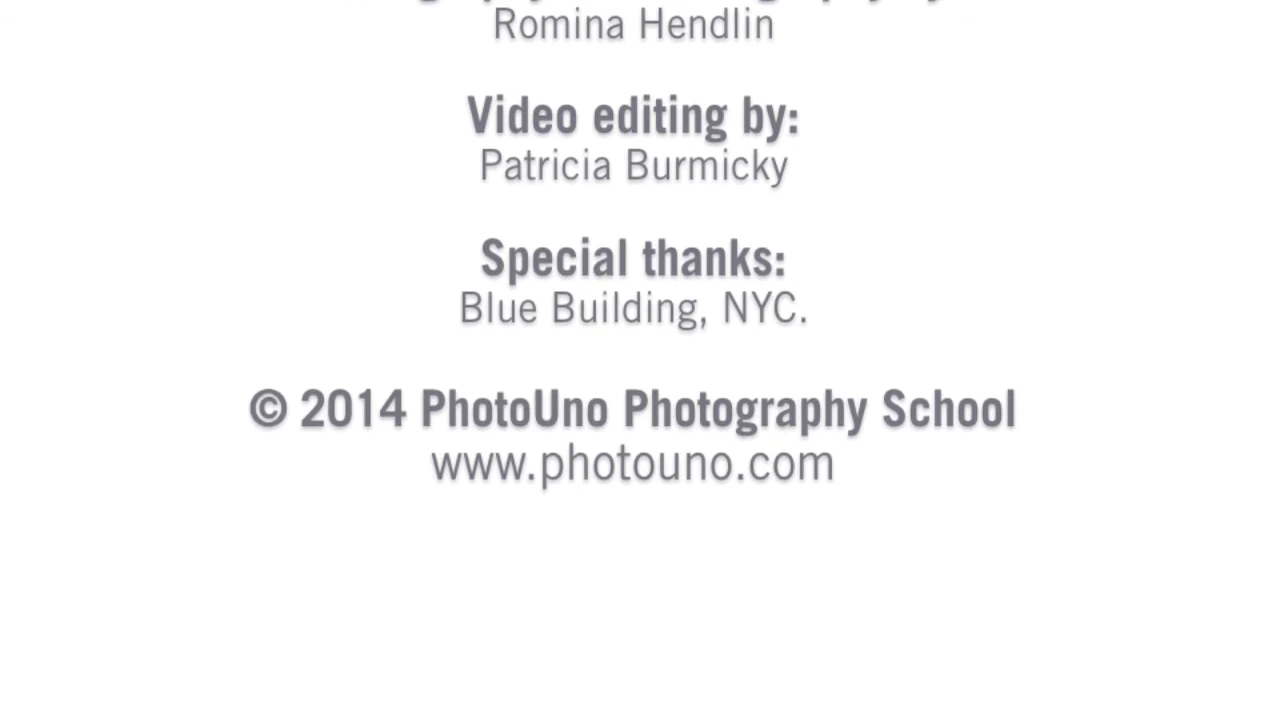 Romina Hendlin
Video editing by:
Patricia Burmicky
Special thanks:
Blue Building, NYC.
© 2014 PhotoUno Photography School
www.photouno.com